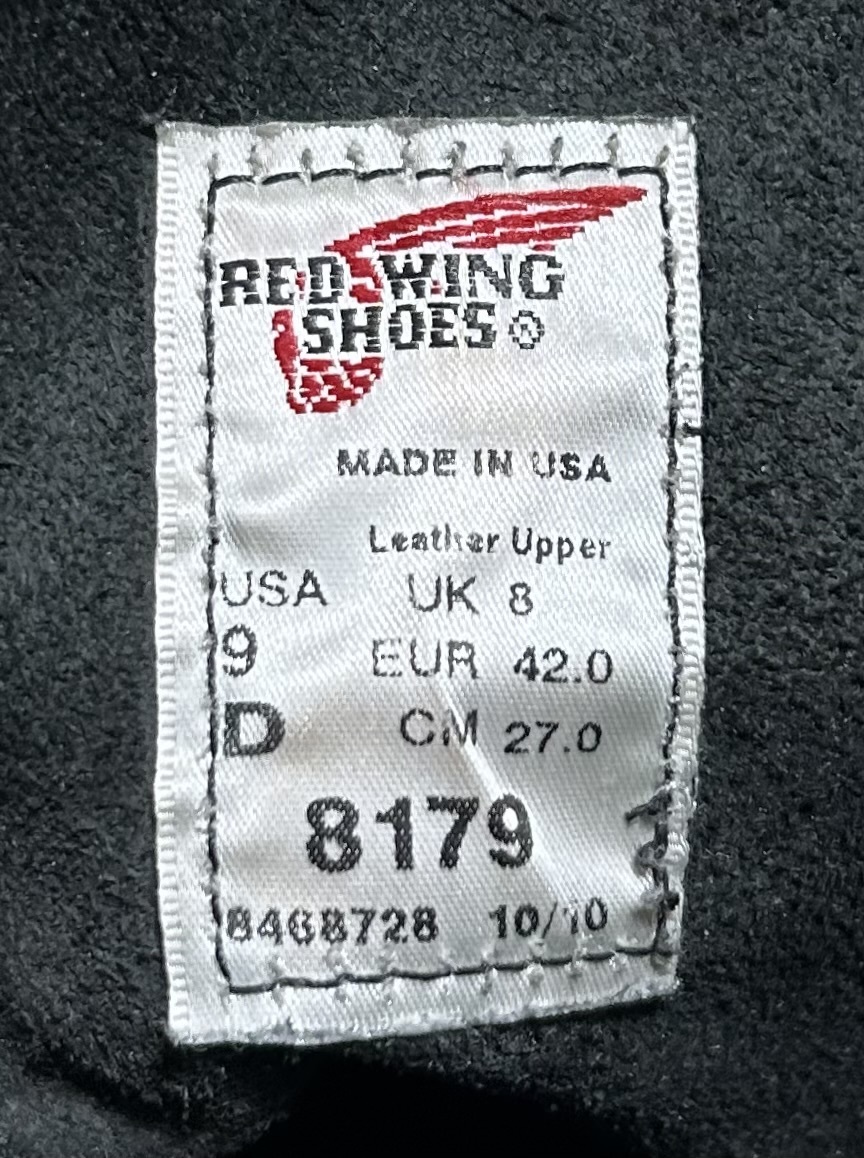 RED WING
SHOES®
MADE IN USA
Leather Upper
USA UK 8
9 EUR 42.0
D CM 27.0
8179
8468728 10/10